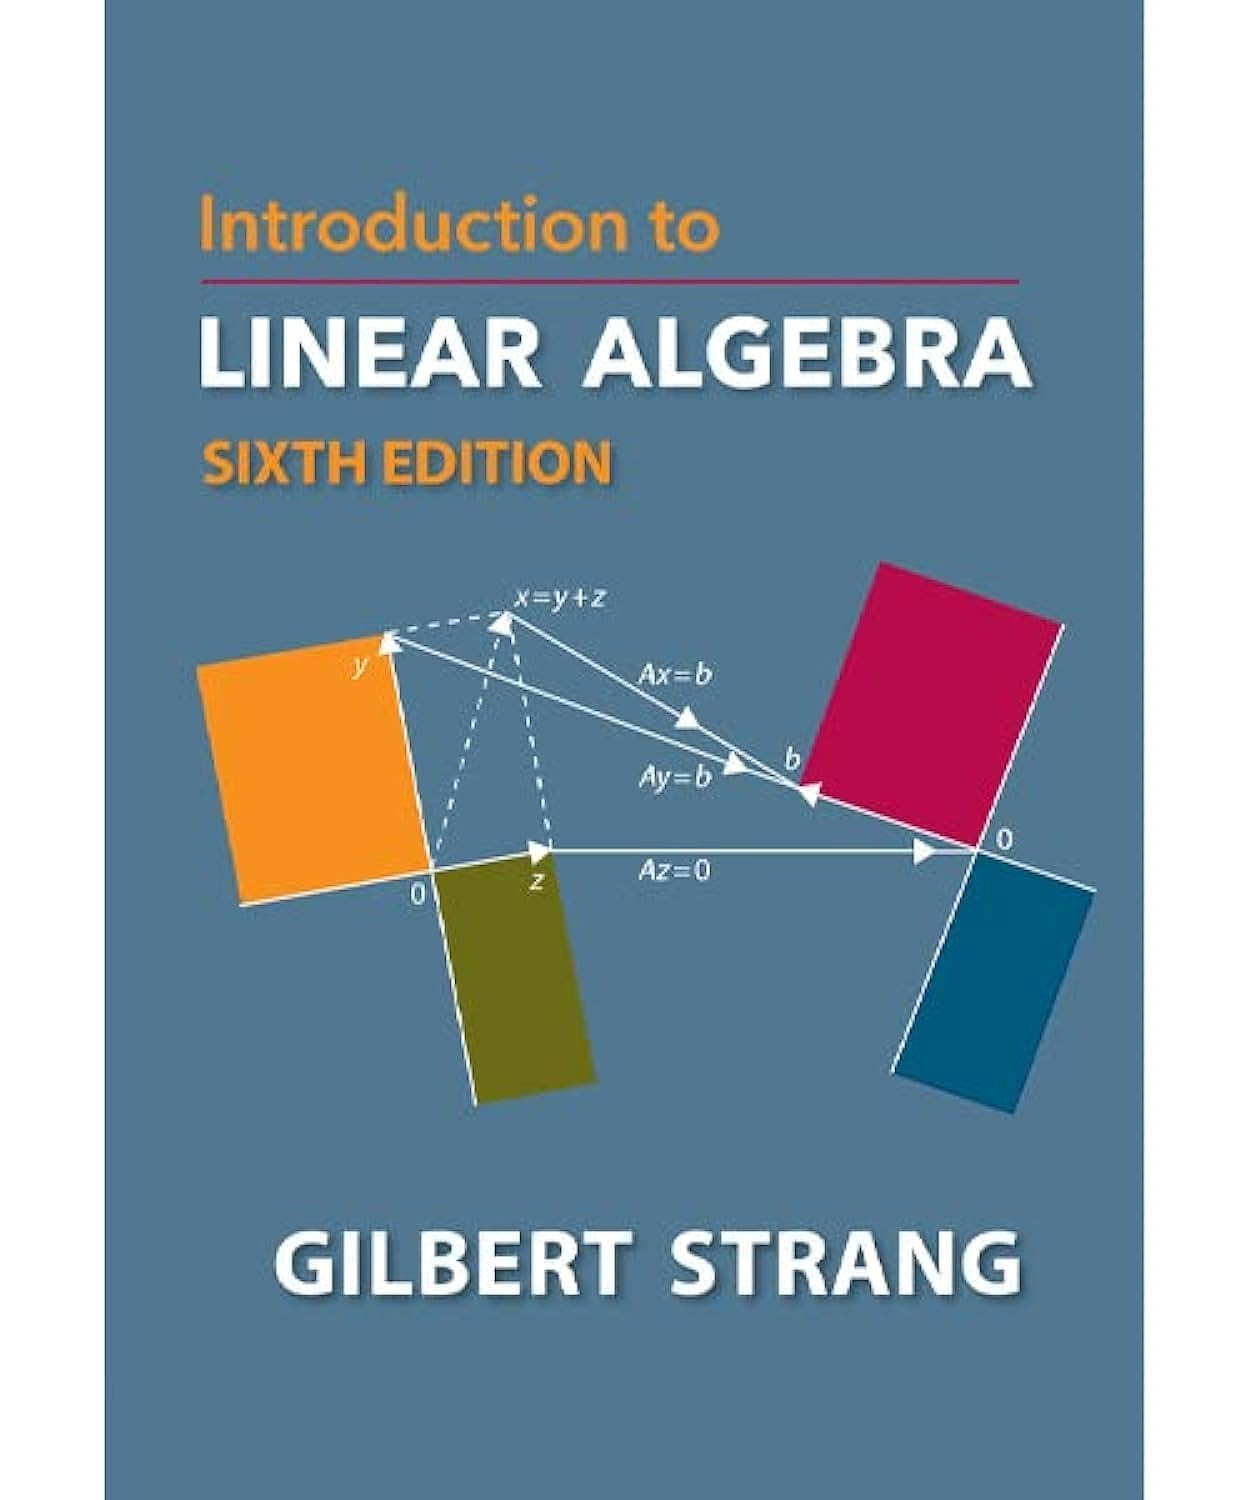 Introduction to
LINEAR ALGEBRA
SIXTH EDITION
x=y+z
y
Ax=b
b
Ay=b
0
Az=0
z
0
GILBERT STRANG